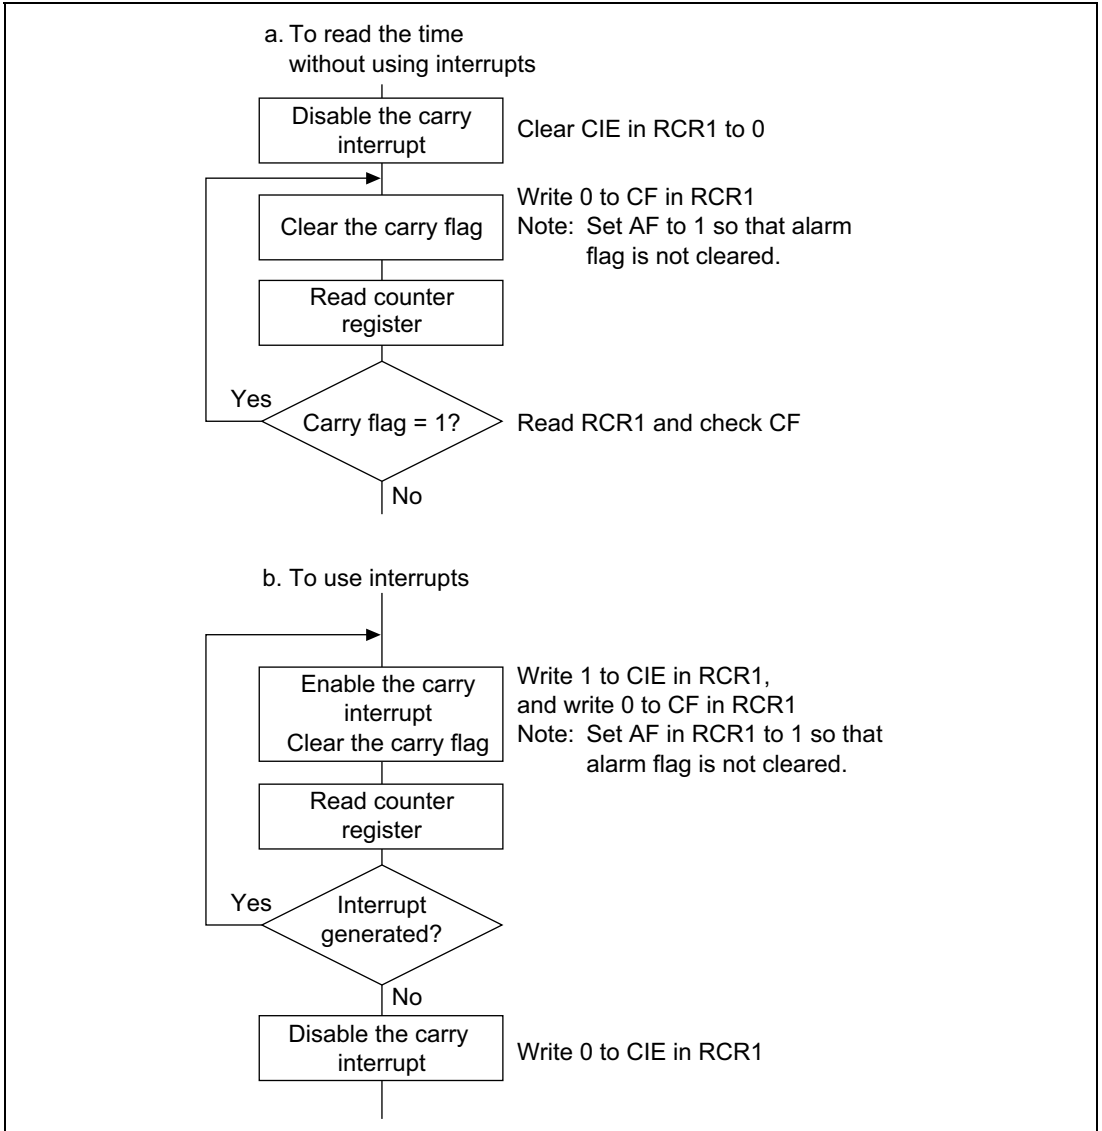 a. To read the time
without using interrupts
Disable the carry
interrupt
Clear CIE in RCR1 to 0
Clear the carry flag
Write 0 to CF in RCR1
Note: Set AF to 1 so that alarm
flag is not cleared.
Read counter
register
Yes
Carry flag = 1?
Read RCR1 and check CF
No
b. To use interrupts
Enable the carry
interrupt
Clear the carry flag
Write 1 to CIE in RCR1,
and write 0 to CF in RCR1
Note: Set AF in RCR1 to 1 so that
alarm flag is not cleared.
Read counter
register
Yes
Interrupt
generated?
No
Disable the carry
interrupt
Write 0 to CIE in RCR1